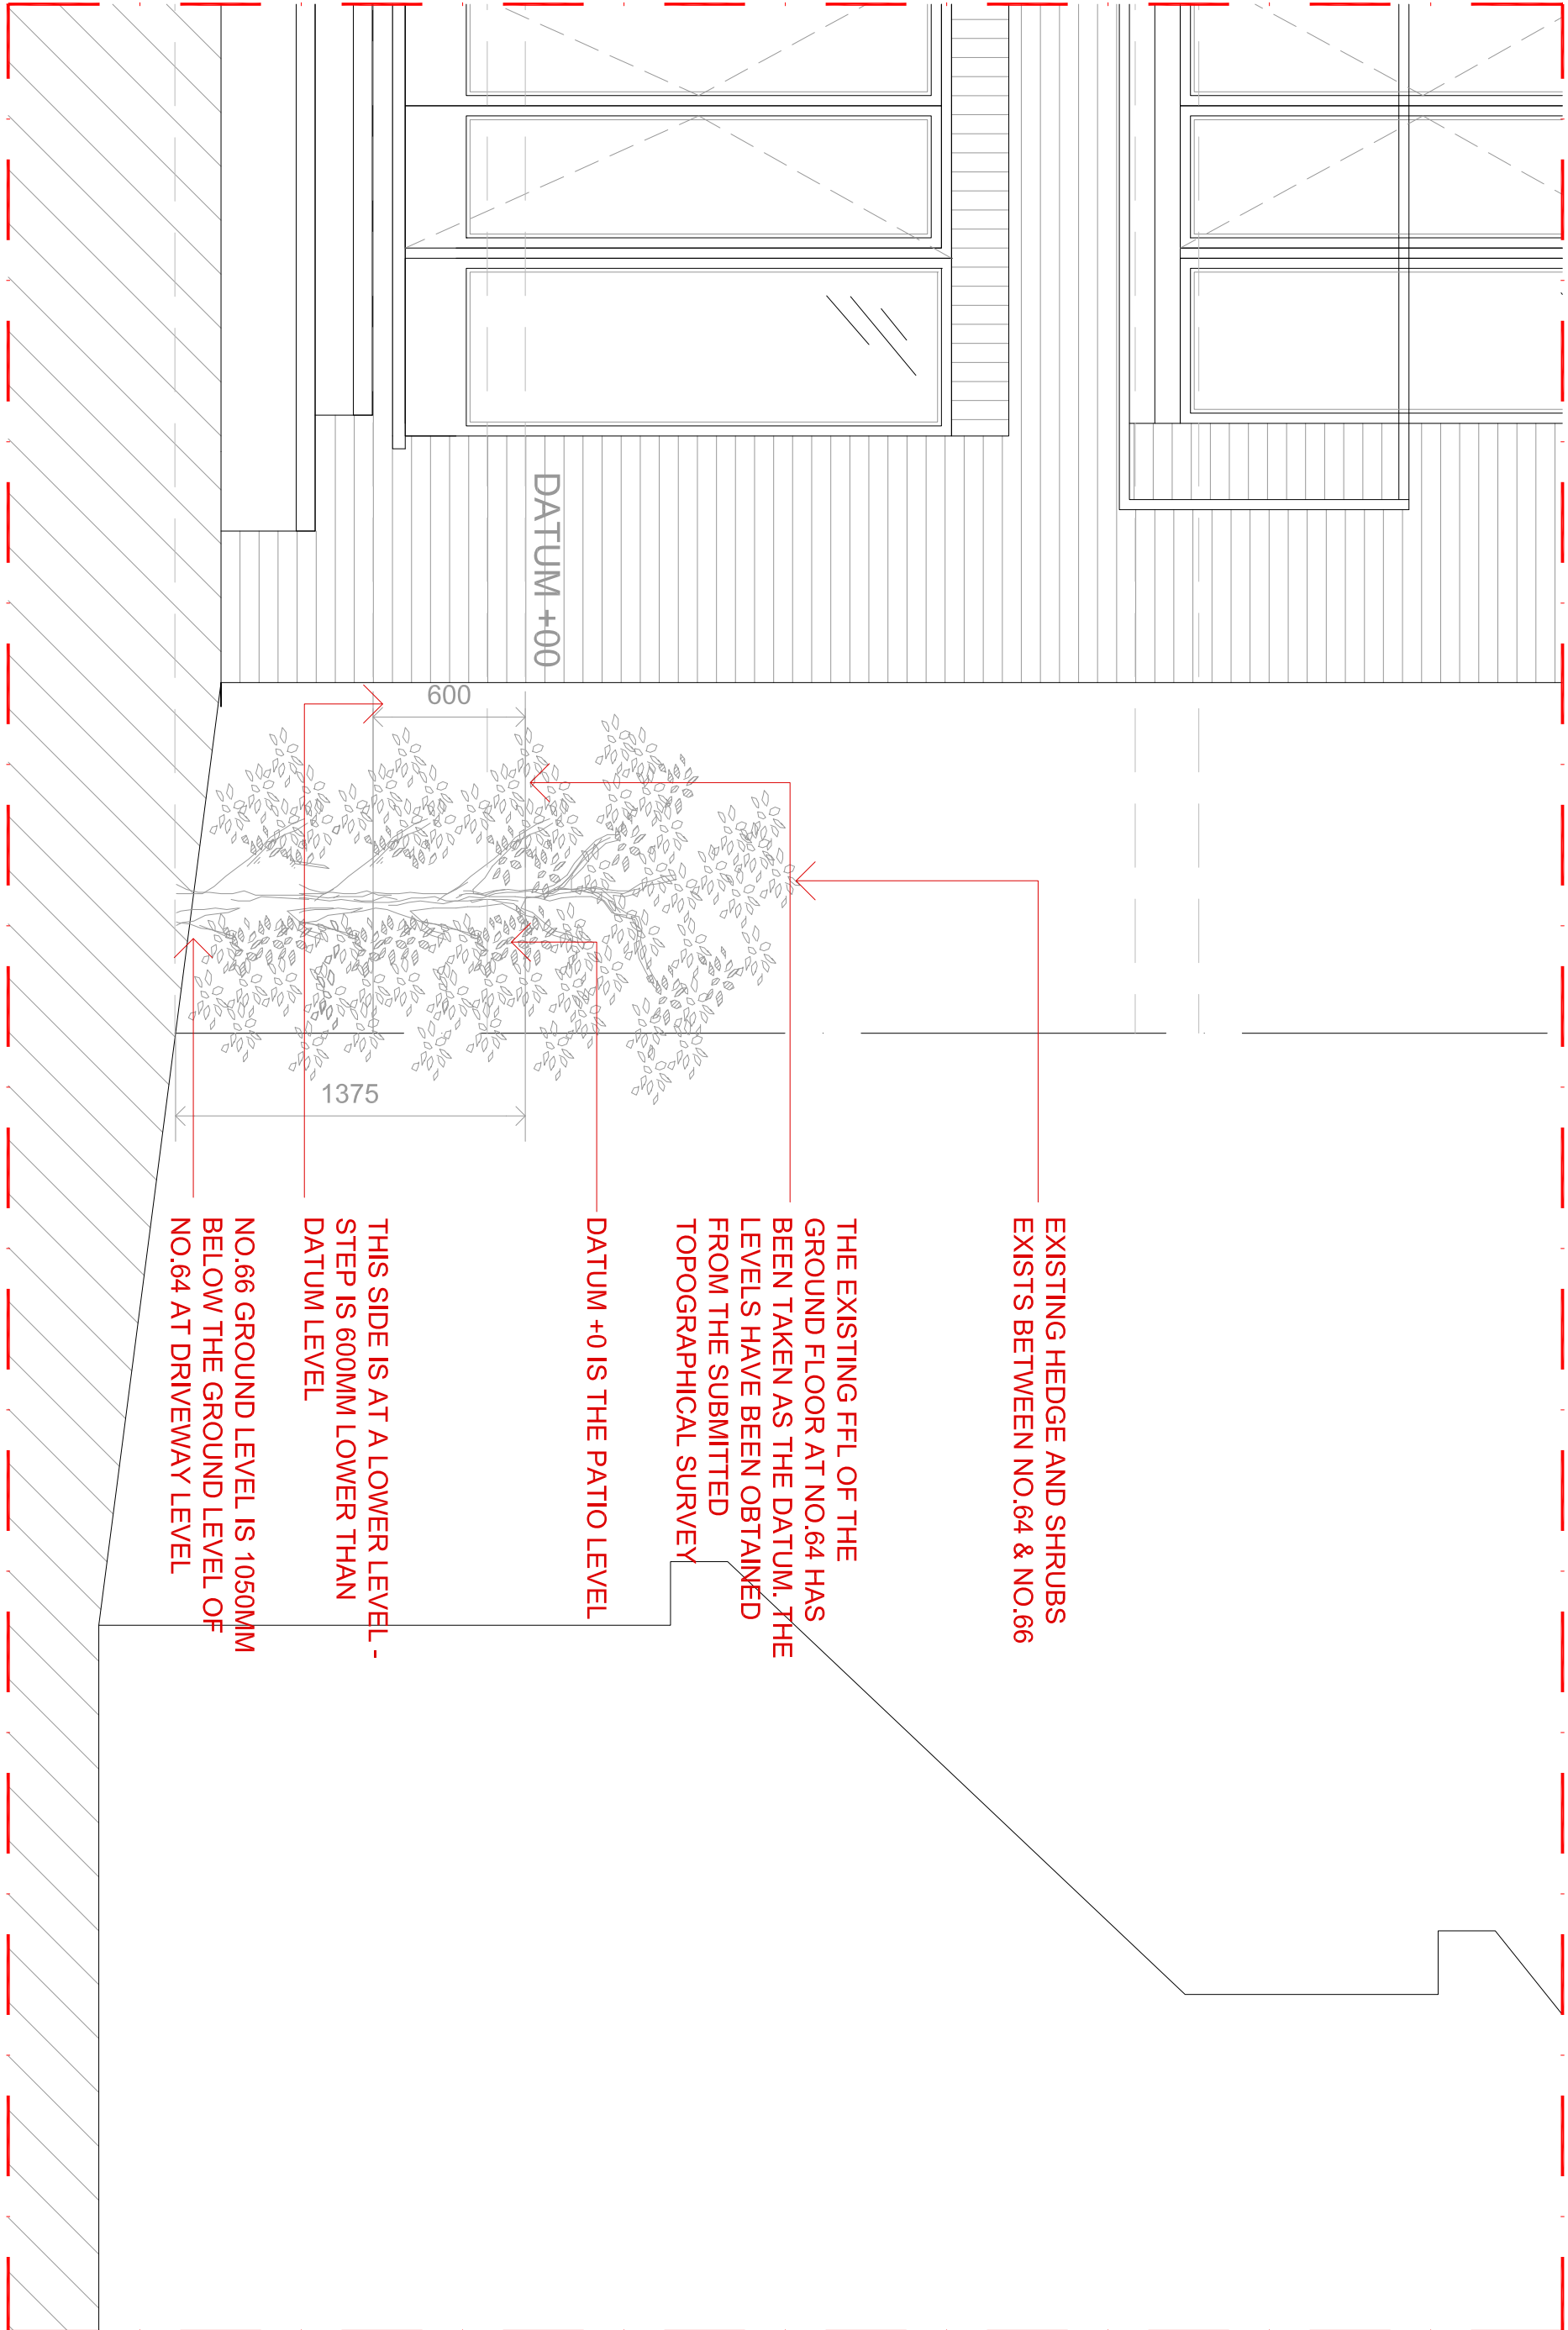 EXISTING HEDGE AND SHRUBS
EXISTS BETWEEN NO.64 & NO.66
THE EXISTING FFL OF THE
GROUND FLOOR AT NO.64 HAS
BEEN TAKEN AS THE DATUM. THE
LEVELS HAVE BEEN OBTAINED
FROM THE SUBMITTED
TOPOGRAPHICAL SURVEY
DATUM +00
DATUM +0 IS THE PATIO LEVEL
600
THIS SIDE IS AT A LOWER LEVEL -
STEP IS 600MM LOWER THAN
DATUM LEVEL
1375
NO.66 GROUND LEVEL IS 1050MM
BELOW THE GROUND LEVEL OF
NO.64 AT DRIVEWAY LEVEL